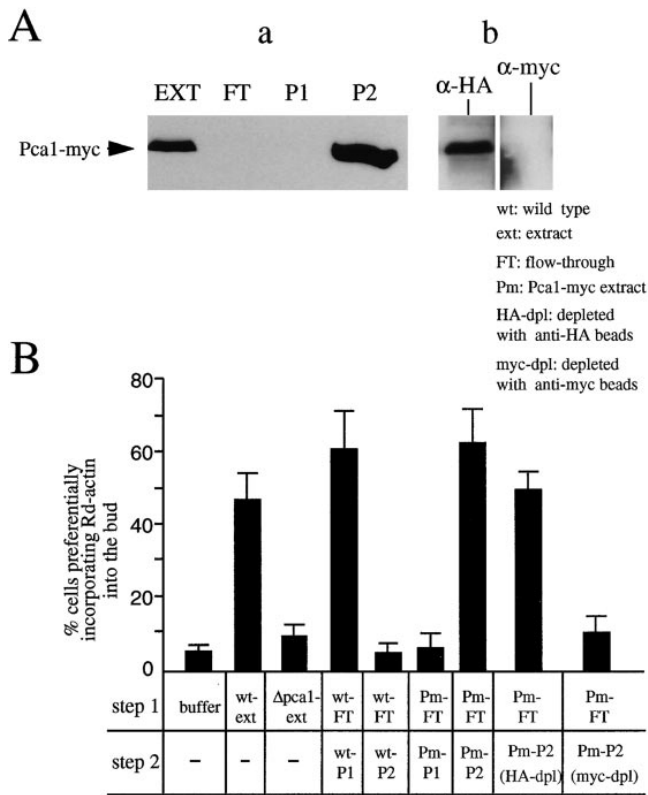 A
a
b
EXT FT P1 P2
α-HA
α-myc
Pca1-myc
wt: wild type
ext: extract
FT: flow-through
Pm: Pca1-myc extract
HA-dpl: depleted
with anti-HA beads
myc-dpl: depleted
with anti-myc beads
B
% cells preferentially
incorporating Rd-actin
into the bud
80
60
40
20
0
step 1 buffer wt- Δpca1- wt- wt- Pm- Pm- Pm- Pm-
ext ext FT FT FT FT FT FT
step 2 – – – wt- wt- Pm- Pm- Pm-P2 Pm-P2
P1 P2 P1 P2 (HA-dpl) (myc-dpl)